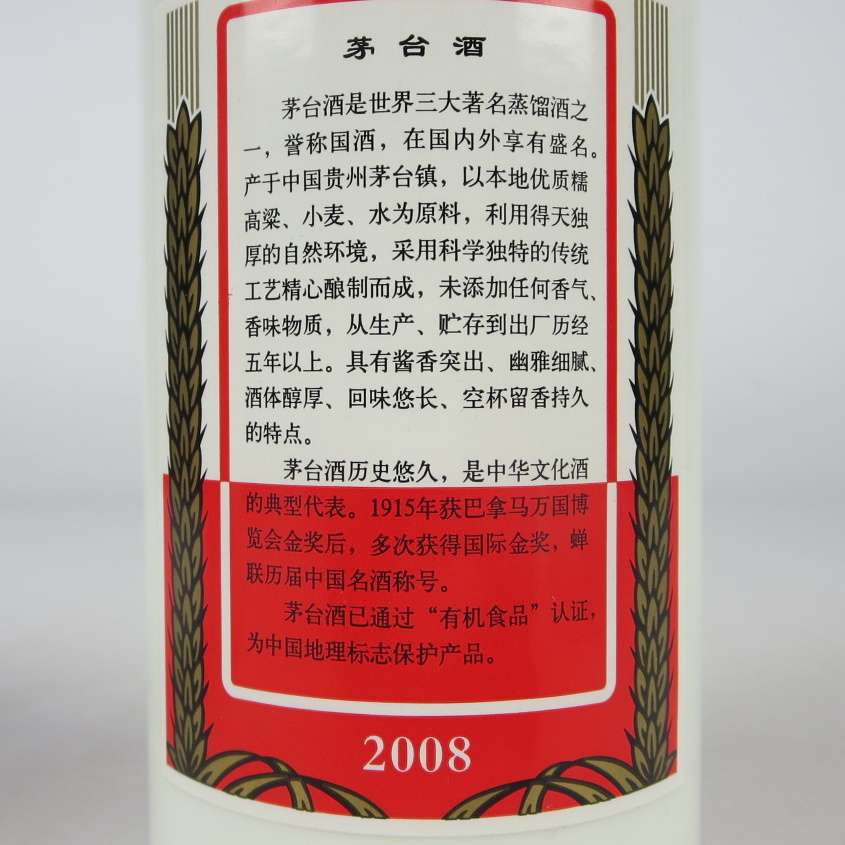 茅台酒
茅台酒是世界三大著名蒸馏酒之
一，誉称国酒，在国内外享有盛名。
产于中国贵州茅台镇，以本地优质糯
高粱、小麦、水为原料，利用得天独
厚的自然环境，采用科学独特的传统
工艺精心酿制而成，未添加任何香气、
香味物质，从生产、贮存到出厂历经
五年以上。具有酱香突出、幽雅细腻、
酒体醇厚、回味悠长、空杯留香持久
的特点。
茅台酒历史悠久，是中华文化酒
的典型代表。1915年获巴拿马万国博
览会金奖后，多次获得国际金奖，蝉
联历届中国名酒称号。
茅台酒已通过“有机食品”认证，
为中国地理标志保护产品。
2008